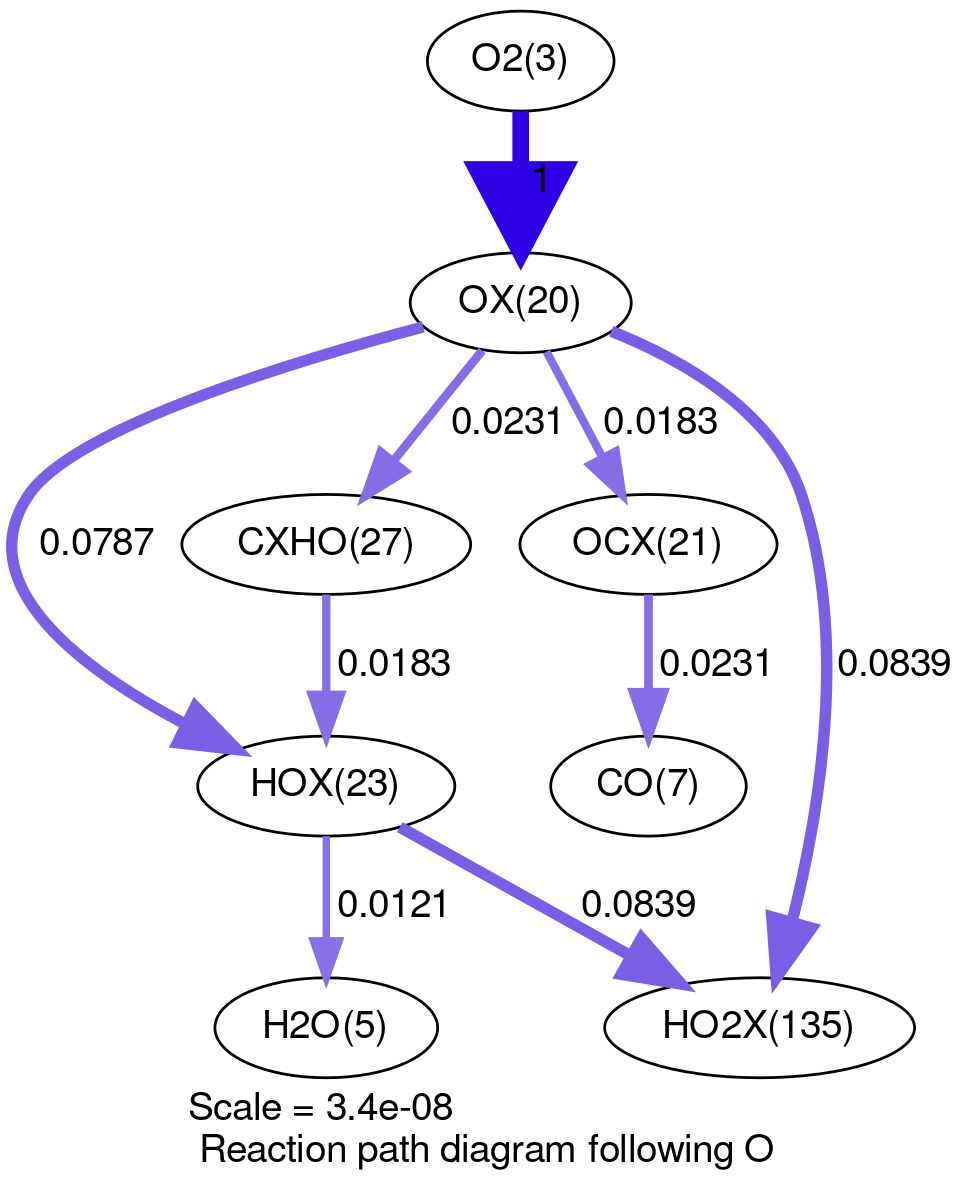 O2(3)
1
OX(20)
0.0231
0.0183
0.0787
CXHO(27)
OCX(21)
0.0183
0.0231
0.0839
HOX(23)
CO(7)
0.0121
0.0839
H2O(5)
HO2X(135)
Scale = 3.4e-08
Reaction path diagram following O